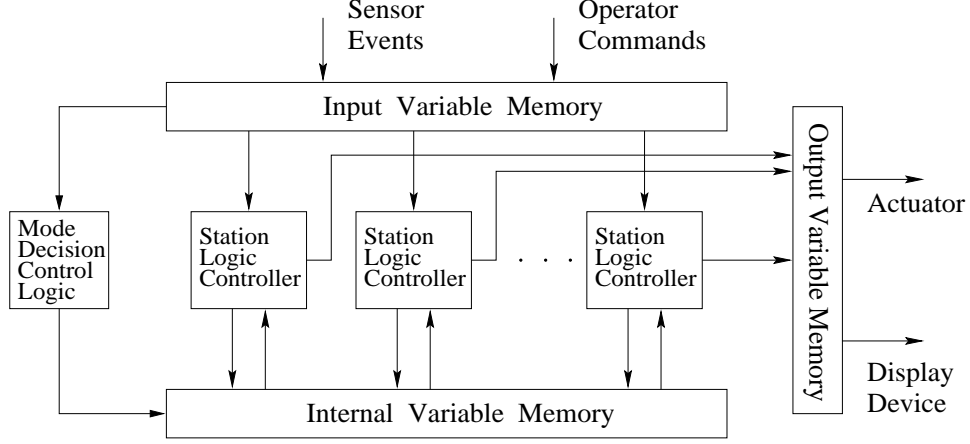 Sensor
Events
Operator
Commands
Input Variable Memory
Mode
Decision
Control
Logic
Station
Logic
Controller
Station
Logic
Controller
. . .
Station
Logic
Controller
Output Variable Memory
Actuator
Display
Device
Internal Variable Memory